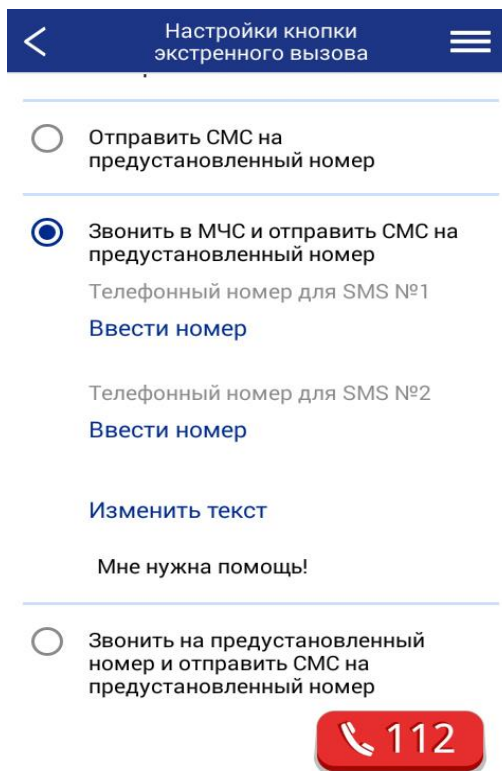 Настройки кнопки
экстренного вызова
Отправить СМС на
предустановленный номер
Звонить в МЧС и отправить СМС на
предустановленный номер
Телефонный номер для SMS №1
Ввести номер
Телефонный номер для SMS №2
Ввести номер
Изменить текст
Мне нужна помощь!
Звонить на предустановленный
номер и отправить СМС на
предустановленный номер
112